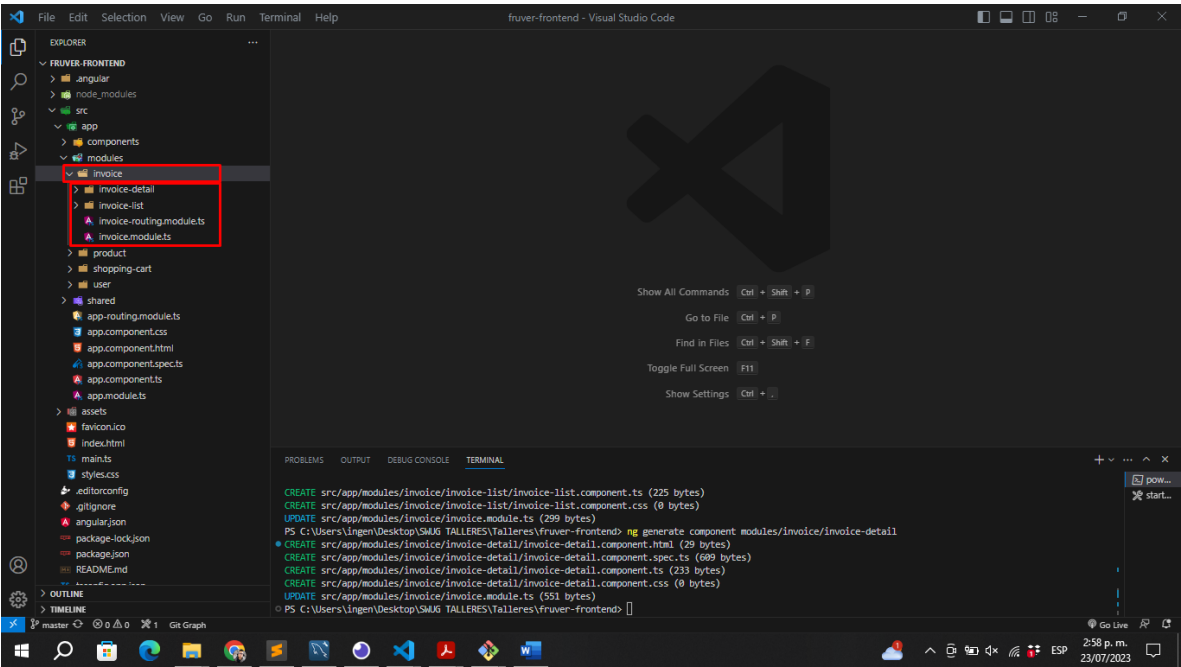 File Edit Selection View Go Run Terminal Help
fruver-frontend - Visual Studio Code
EXPLORER
FRUVER-FRONTEND
.angular
node_modules
src
app
components
modules
invoice
invoice-detail
invoice-list
invoice-routing.module.ts
invoice.module.ts
product
shopping-cart
user
shared
app-routing.module.ts
app.component.css
app.component.html
app.component.spec.ts
app.component.ts
app.module.ts
assets
favicon.ico
index.html
TS main.ts
styles.css
.editorconfig
.gitignore
angular.json
package-lock.json
package.json
README.md
OUTLINE
TIMELINE
Show All Commands Ctrl + Shift + P
Go to File Ctrl + P
Find in Files Ctrl + Shift + F
Toggle Full Screen F11
Show Settings Ctrl + ,
PROBLEMS OUTPUT DEBUG CONSOLE TERMINAL
CREATE src/app/modules/invoice/invoice-list/invoice-list.component.ts (225 bytes)
CREATE src/app/modules/invoice/invoice-list/invoice-list.component.css (0 bytes)
UPDATE src/app/modules/invoice/invoice.module.ts (299 bytes)
PS C:\Users\ingen\Desktop\SWUG TALLERES\Talleres\fruver-frontend> ng generate component modules/invoice/invoice-detail
CREATE src/app/modules/invoice/invoice-detail/invoice-detail.component.html (29 bytes)
CREATE src/app/modules/invoice/invoice-detail/invoice-detail.component.spec.ts (609 bytes)
CREATE src/app/modules/invoice/invoice-detail/invoice-detail.component.ts (233 bytes)
CREATE src/app/modules/invoice/invoice-detail/invoice-detail.component.css (0 bytes)
UPDATE src/app/modules/invoice/invoice.module.ts (551 bytes)
PS C:\Users\ingen\Desktop\SWUG TALLERES\Talleres\fruver-frontend>
pow...
start...
master 0 0 1 Git Graph
Go Live
ESP
2:58 p. m.
23/07/2023